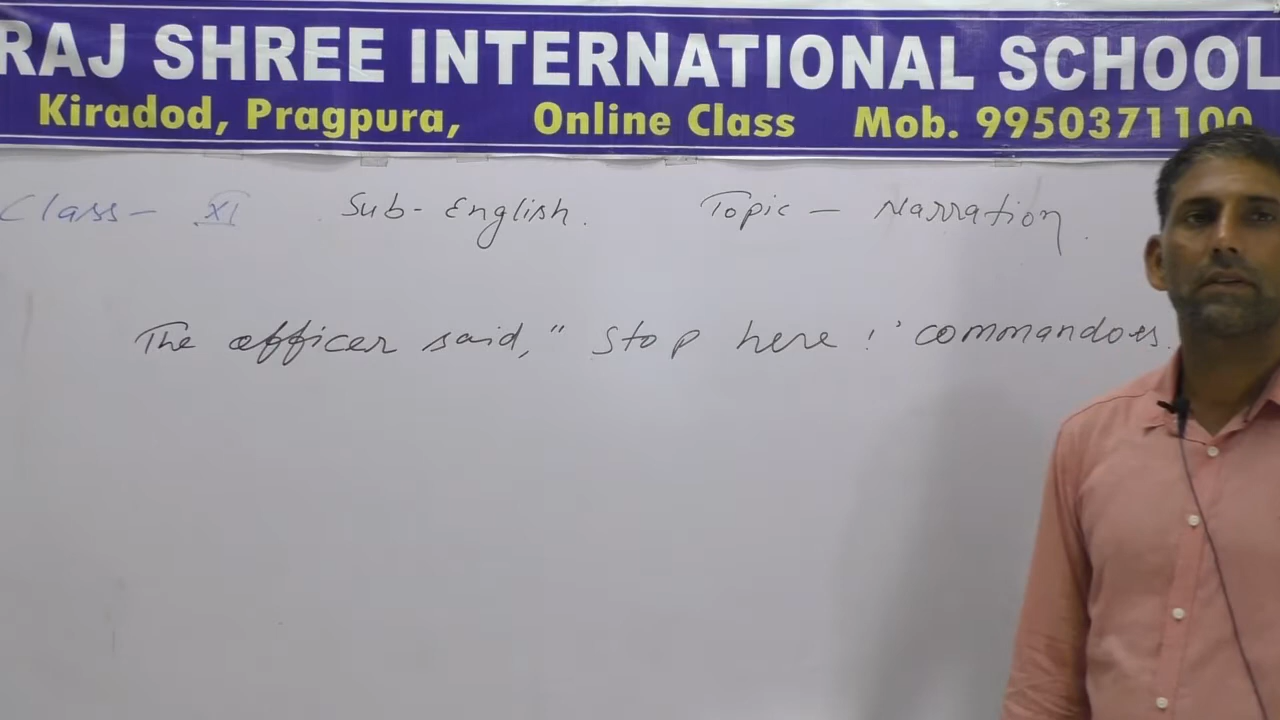 RAJ SHREE INTERNATIONAL SCHOOL
Kiradod, Pragpura, Online Class Mob. 9950371100
Class - XI Sub- English. Topic - Narration.
The officer said," Stop here !' commandoes.